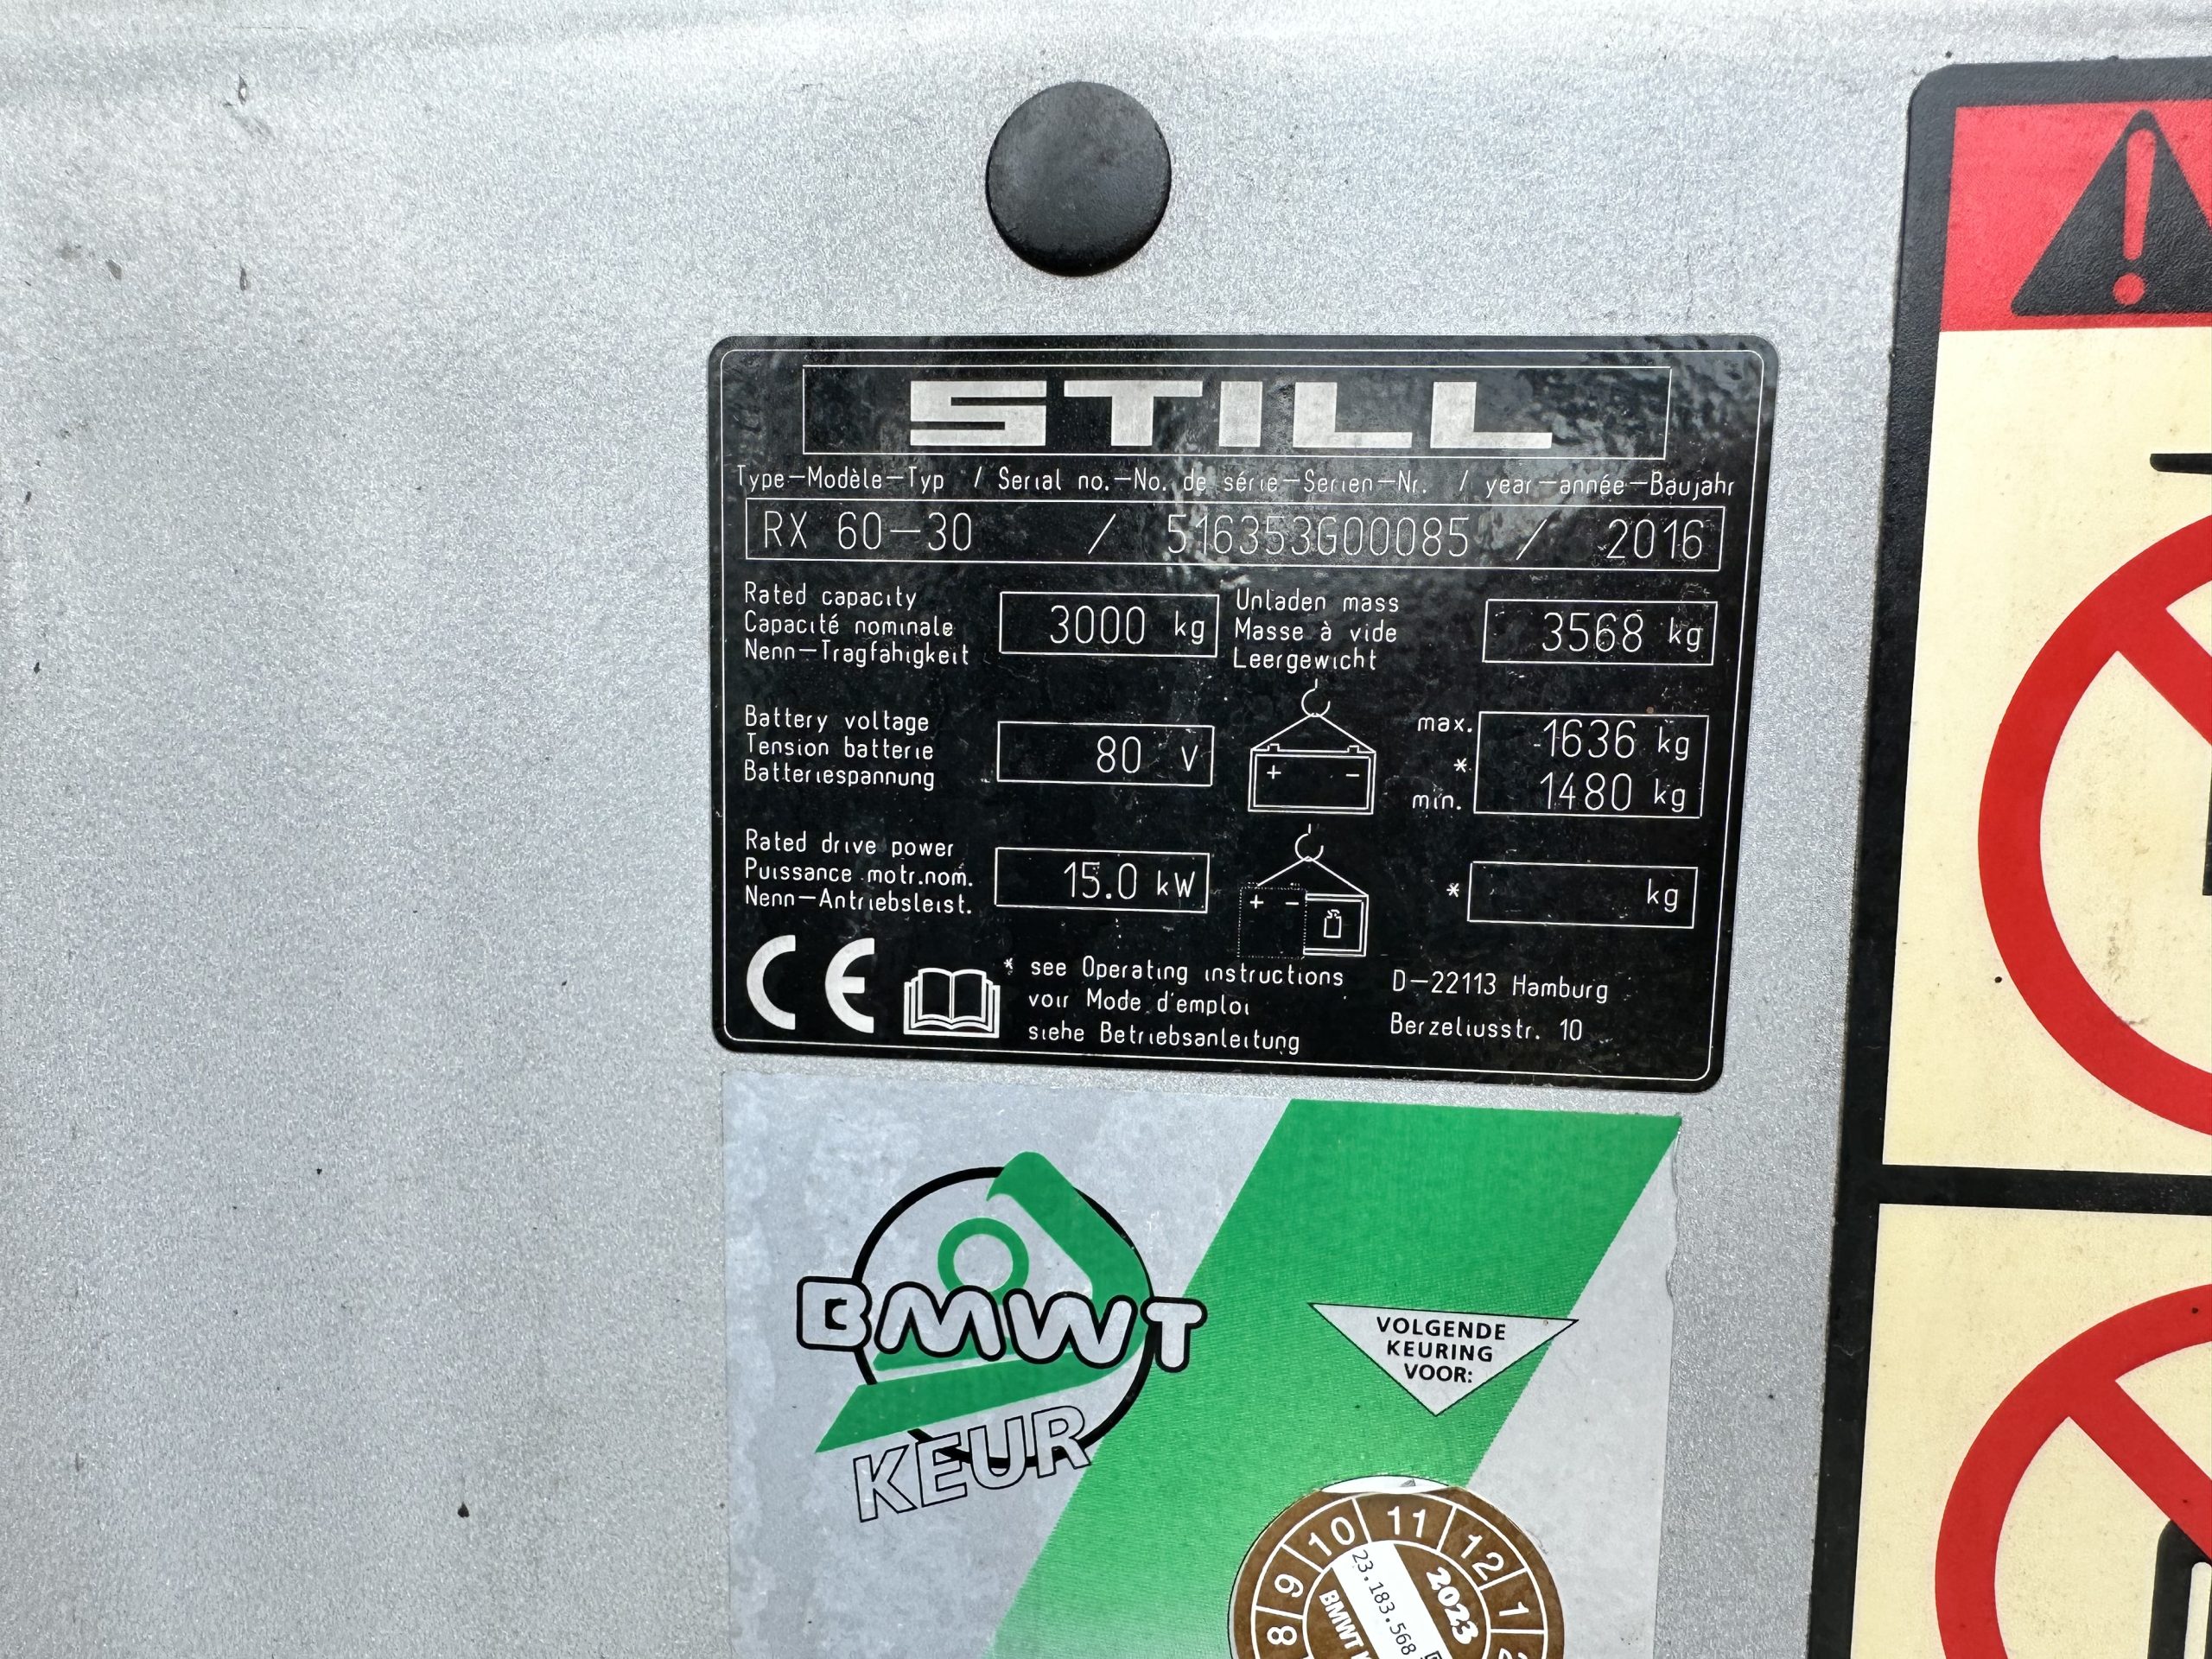 STILL
Type—Modèle—Typ / Serial no.—No. de série—Serien—Nr. / year—année—Baujahr
RX 60—30 / 516353G00085 / 2016
Rated capacity
Capacité nominale
Nenn—Tragfähigkeit
3000 kg
Unladen mass
Masse à vide
Leergewicht
3568 kg
Battery voltage
Tension batterie
Batteriespannung
80 V
+ −
max. 1636 kg
*
min. 1480 kg
Rated drive power
Puissance motr.nom.
Nenn—Antriebsleist.
15.0 kW
+ −
* kg
CE
* see Operating instructions
voir Mode d'emploi
siehe Betriebsanleitung
D—22113 Hamburg
Berzeliusstr. 10
BMWT
KEUR
VOLGENDE
KEURING
VOOR:
8 9 10 11 12 1
2023
23.183.568
BMWT